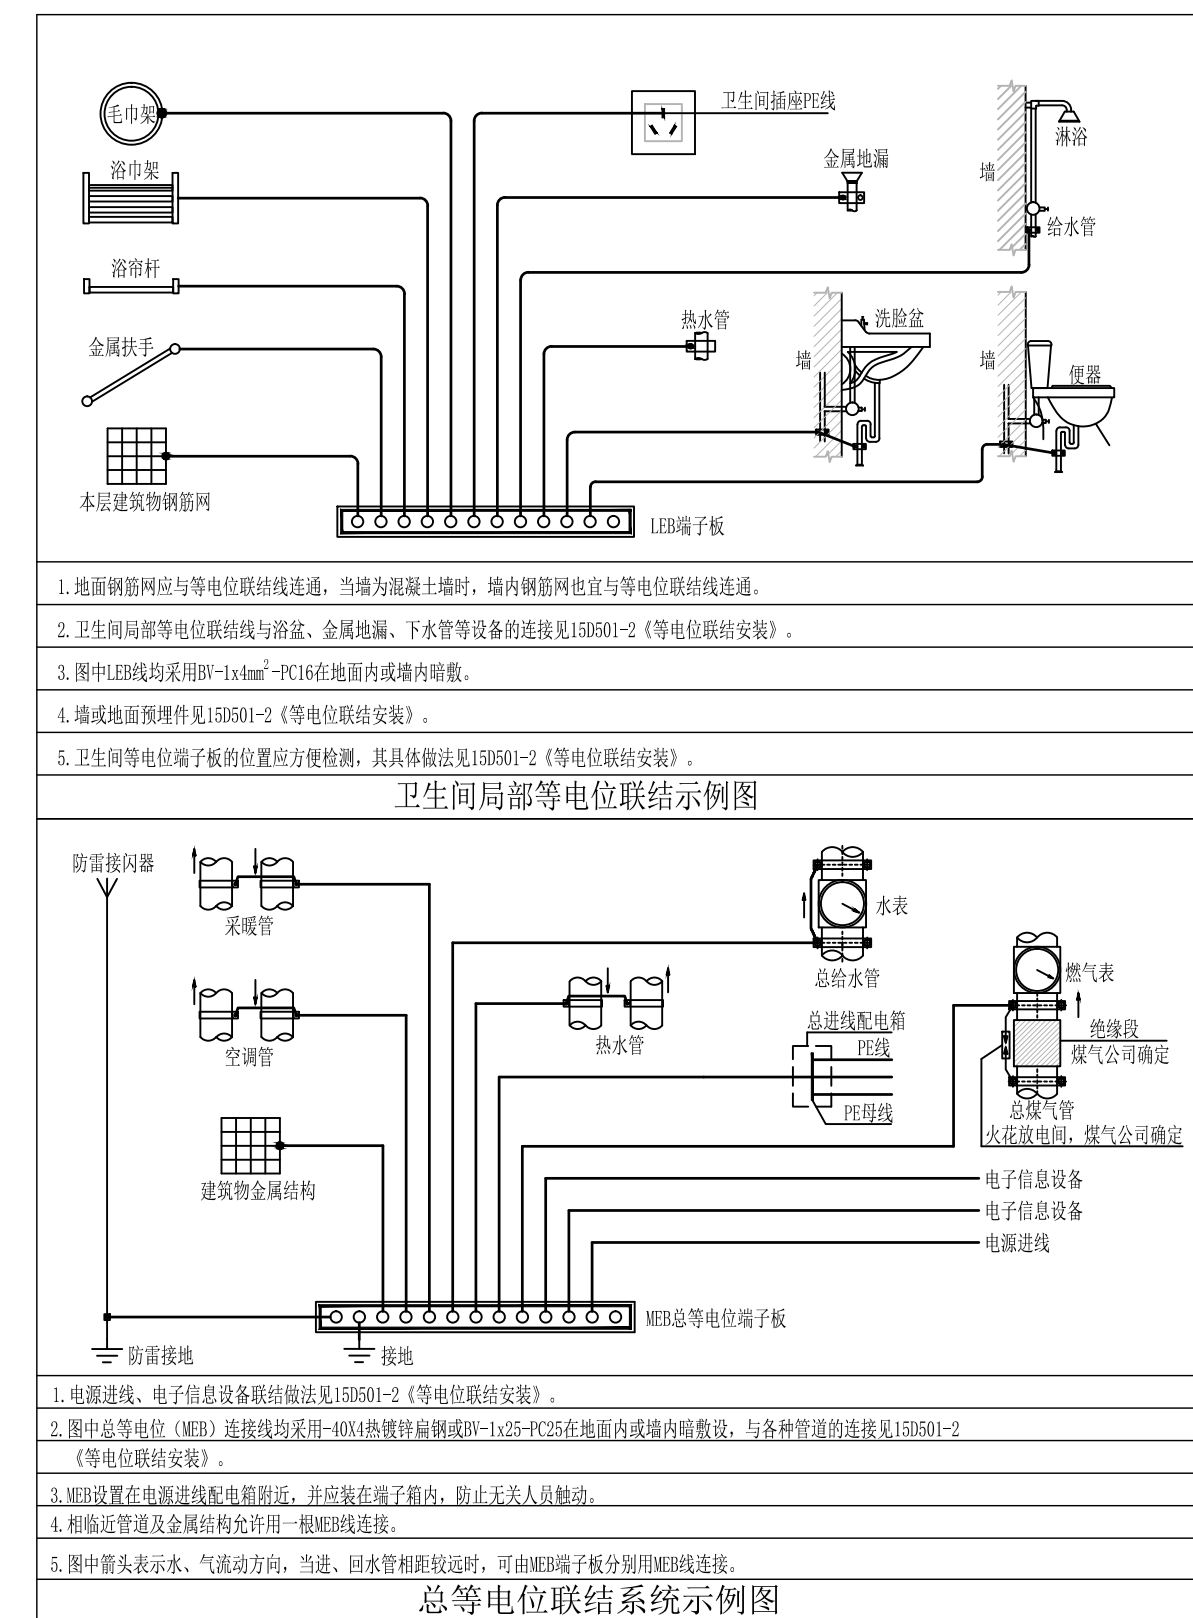 毛巾架
卫生间插座PE线
淋浴
浴巾架
金属地漏
墙
给水管
浴帘杆
热水管
洗脸盆
金属扶手
墙
墙
便器
本层建筑物钢筋网
LEB端子板
1.地面钢筋网应与等电位联结线连通，当墙为混凝土墙时，墙内钢筋网也宜与等电位联结线连通。
2.卫生间局部等电位联结线与浴盆、金属地漏、下水管等设备的连接见15D501-2《等电位联结安装》。
3.图中LEB线均采用BV-1x4mm²-PC16在地面内或墙内暗敷。
4.墙或地面预埋件见15D501-2《等电位联结安装》。
5.卫生间等电位端子板的位置应方便检测，其具体做法见15D501-2《等电位联结安装》。
卫生间局部等电位联结示例图
防雷接闪器
采暖管
水表
总给水管
燃气表
总进线配电箱
绝缘段
空调管
热水管
PE线
煤气公司确定
PE母线
总煤气管
火花放电间，煤气公司确定
建筑物金属结构
电子信息设备
电子信息设备
电源进线
MEB总等电位端子板
防雷接地
接地
1.电源进线、电子信息设备联结做法见15D501-2《等电位联结安装》。
2.图中总等电位（MEB）连接线均采用-40X4热镀锌扁钢或BV-1x25-PC25在地面内或墙内暗敷设，与各种管道的连接见15D501-2
《等电位联结安装》。
3.MEB设置在电源进线配电箱附近，并应装在端子箱内，防止无关人员触动。
4.相临近管道及金属结构允许用一根MEB线连接。
5.图中箭头表示水、气流动方向，当进、回水管相距较远时，可由MEB端子板分别用MEB线连接。
总等电位联结系统示例图